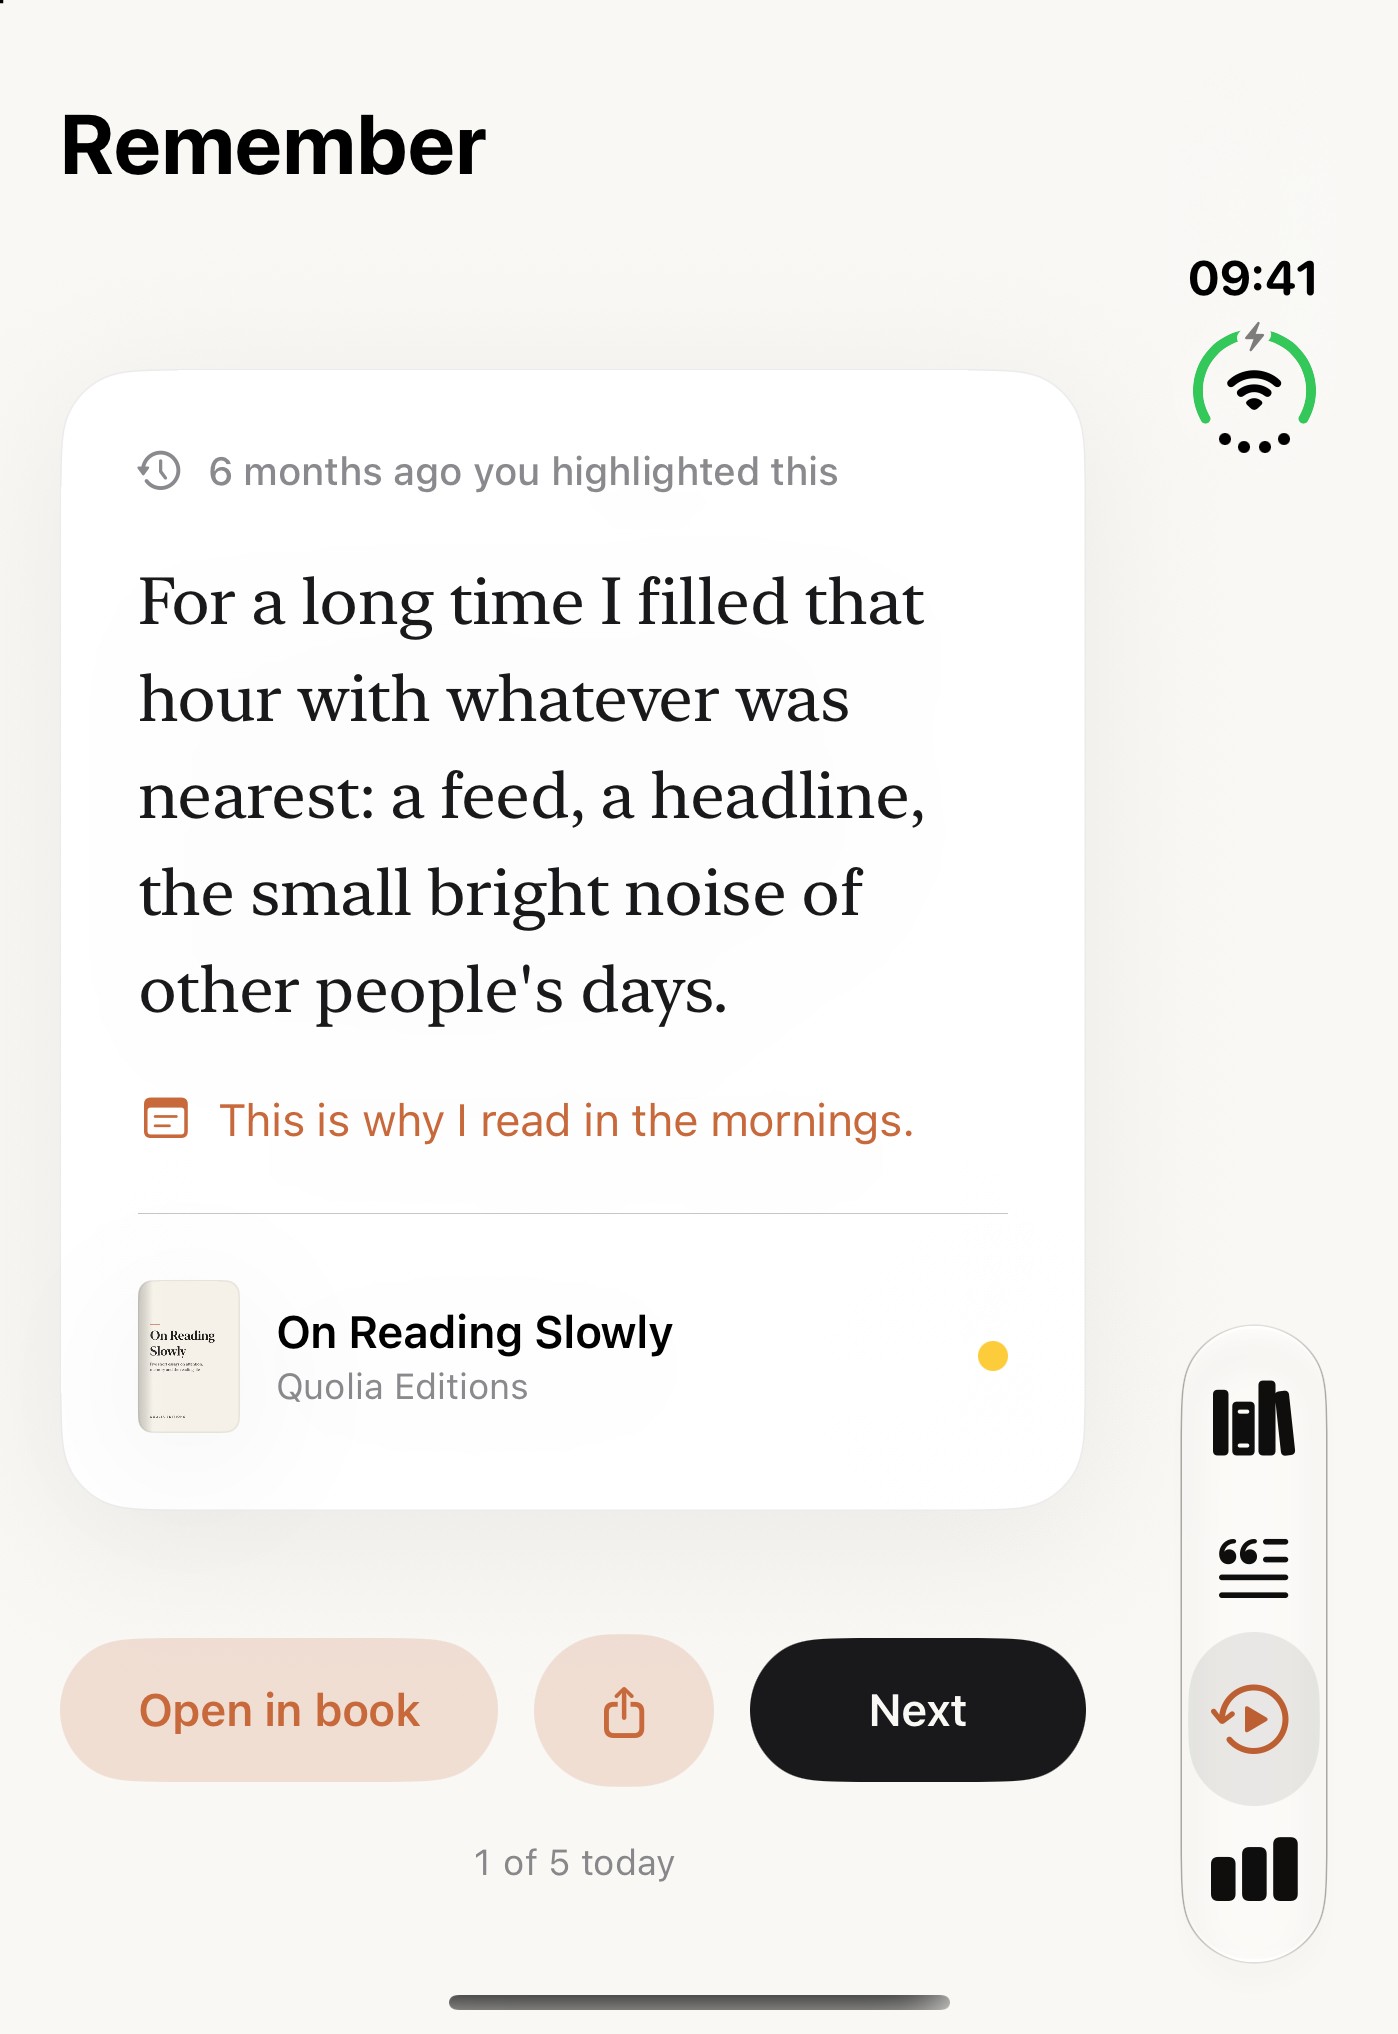 Remember
09:41
6 months ago you highlighted this
For a long time I filled that
hour with whatever was
nearest: a feed, a headline,
the small bright noise of
other people's days.
This is why I read in the mornings.
On Reading
Slowly
On Reading Slowly
Quolia Editions
Open in book
Next
1 of 5 today